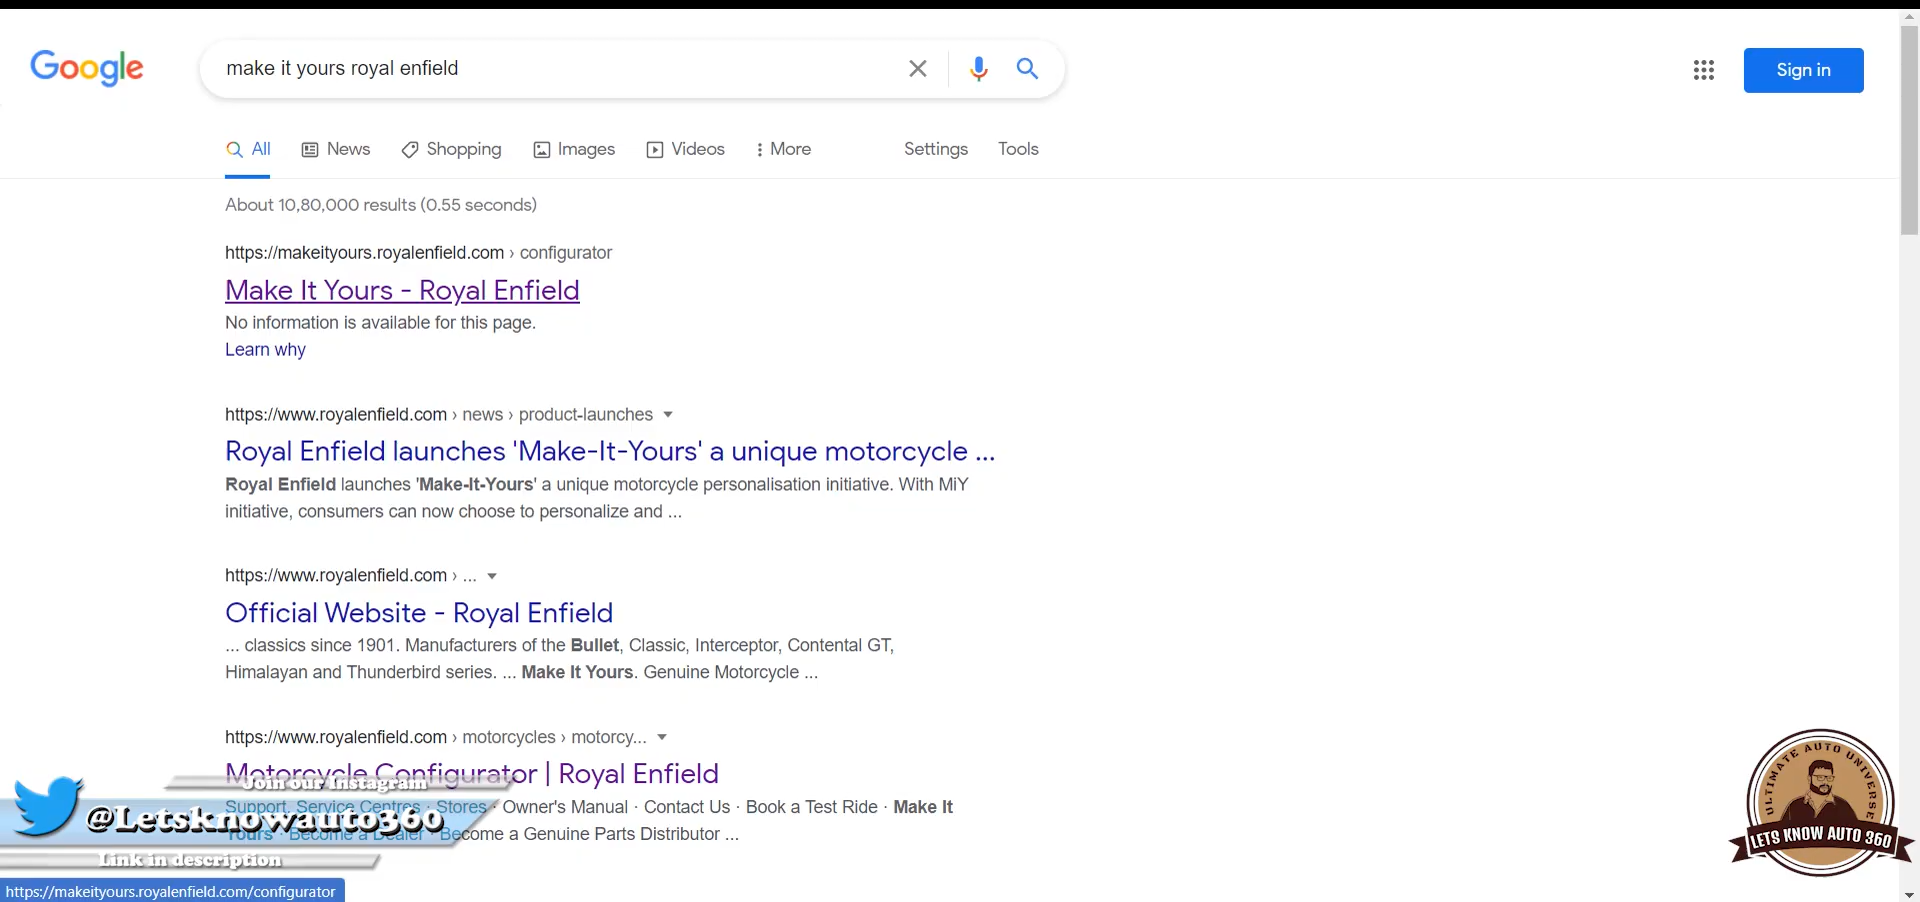 Google
make it yours royal enfield
Sign in
All
News
Shopping
Images
Videos
More
Settings
Tools
About 10,80,000 results (0.55 seconds)
https://makeityours.royalenfield.com › configurator
Make It Yours - Royal Enfield
No information is available for this page.
Learn why
https://www.royalenfield.com › news › product-launches
Royal Enfield launches 'Make-It-Yours' a unique motorcycle ...
Royal Enfield launches 'Make-It-Yours' a unique motorcycle personalisation initiative. With MiY
initiative, consumers can now choose to personalize and ...
https://www.royalenfield.com › ...
Official Website - Royal Enfield
... classics since 1901. Manufacturers of the Bullet, Classic, Interceptor, Contental GT,
Himalayan and Thunderbird series. ... Make It Yours. Genuine Motorcycle ...
https://www.royalenfield.com › motorcycles › motorcy...
Motorcycle Configurator | Royal Enfield
Support, Service Centres · Stores · Owner's Manual · Contact Us · Book a Test Ride · Make It
Yours · Become a Dealer · Become a Genuine Parts Distributor ...
Join our Instagram
@Letsknowauto360
Link in description
https://makeityours.royalenfield.com/configurator
ULTIMATE AUTO UNIVERSE
LETS KNOW AUTO 360